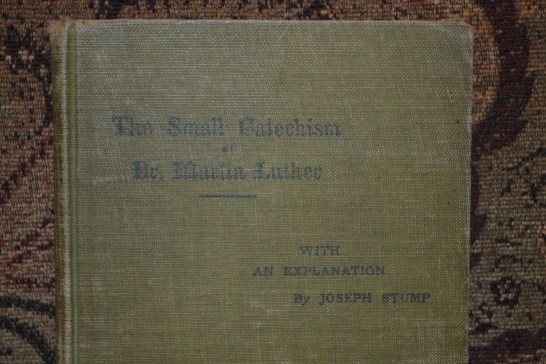 The Small Catechism
of
Dr. Martin Luther
WITH
AN EXPLANATION
By JOSEPH STUMP